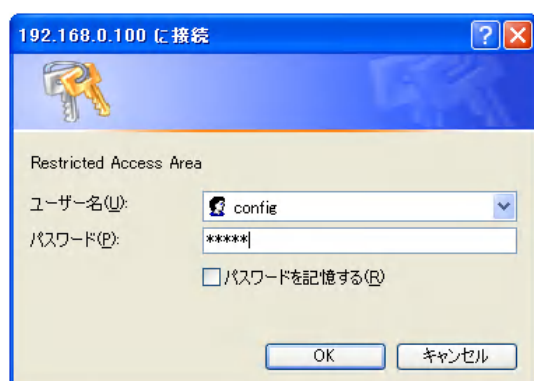 192.168.0.100 に接続
Restricted Access Area
ユーザー名(U):
config
パスワード(P):
*****
パスワードを記憶する(R)
OK
キャンセル